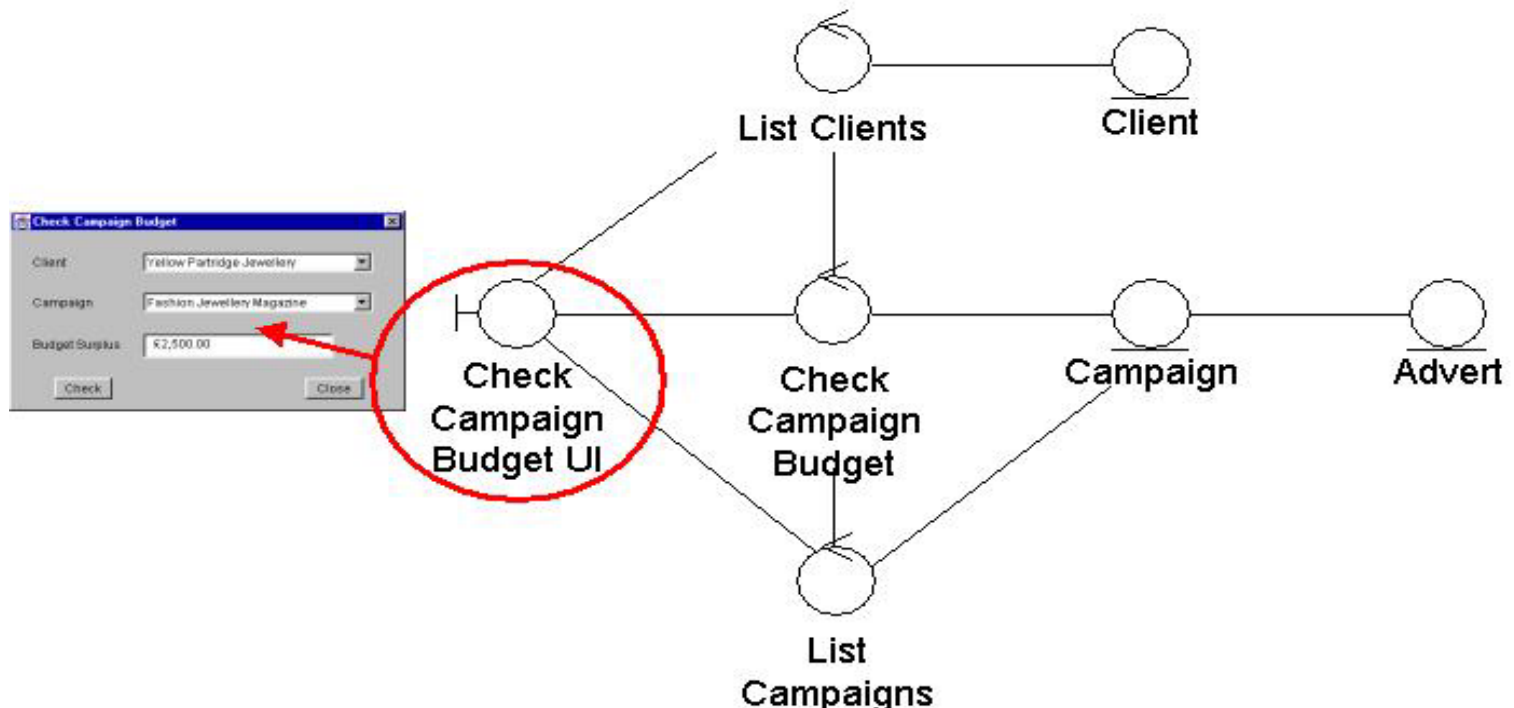 List Clients
Client
Check Campaign Budget
Client
Yellow Partridge Jewellery
Campaign
Fashion Jewellery Magazine
Budget Surplus
£2,500.00
Check
Close
Check
Campaign
Budget UI
Check
Campaign
Budget
Campaign
Advert
List
Campaigns